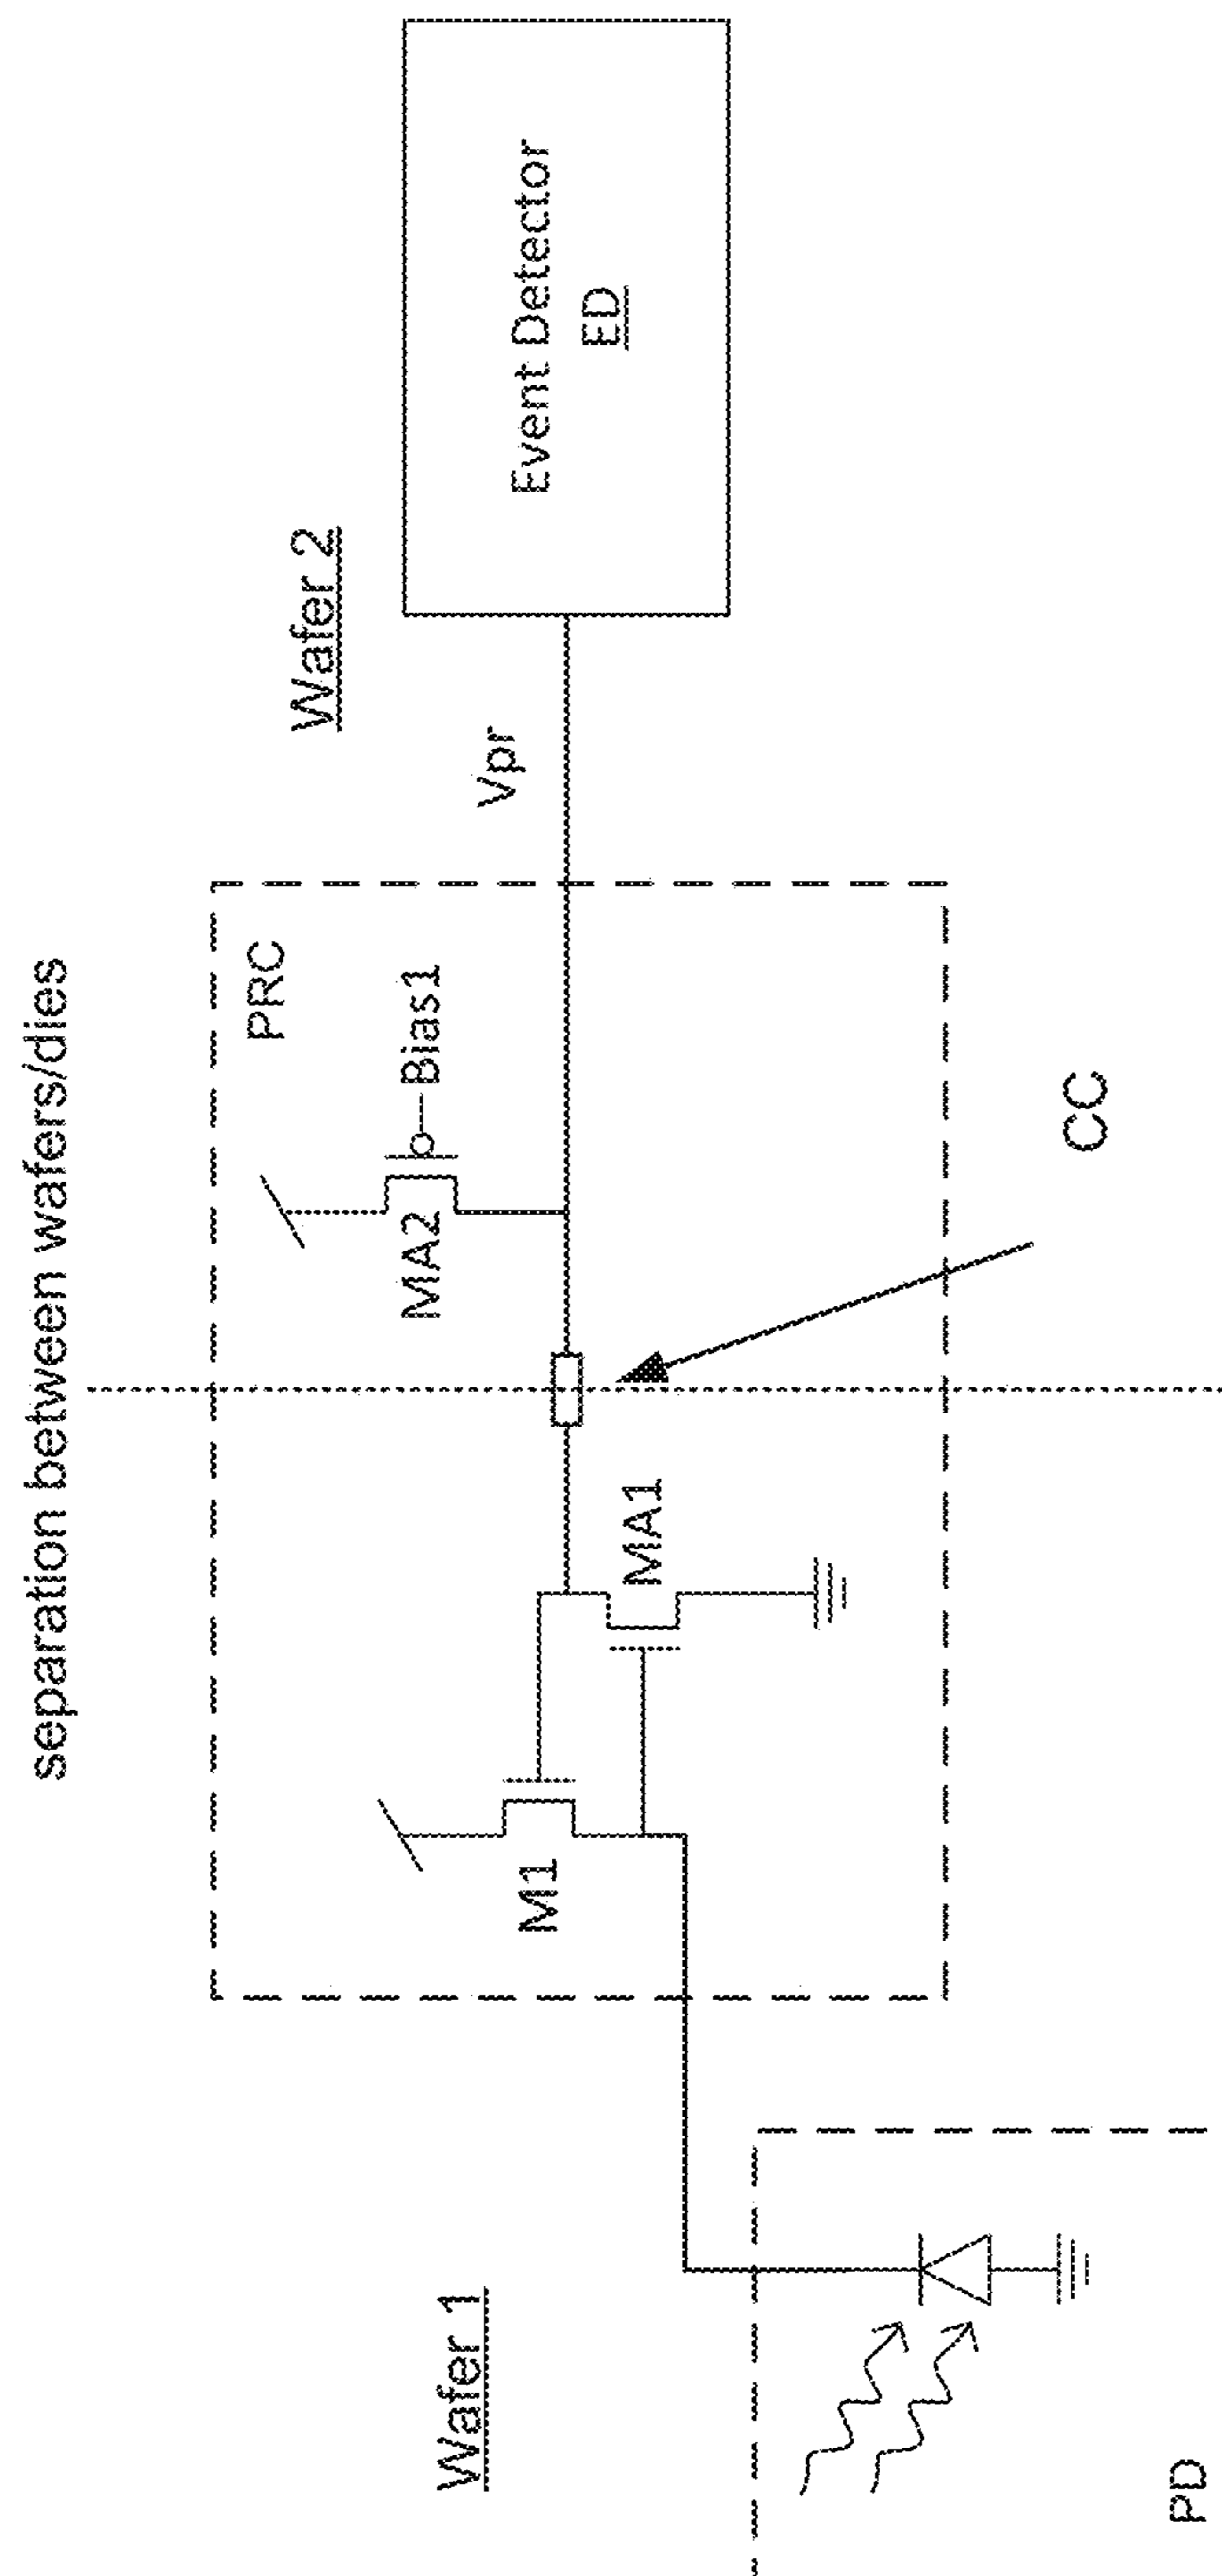 separation between wafers/dies
Wafer 1
Wafer 2
PRC
MA2
Bias1
Vpr
Event Detector
ED
M1
MA1
CC
PD